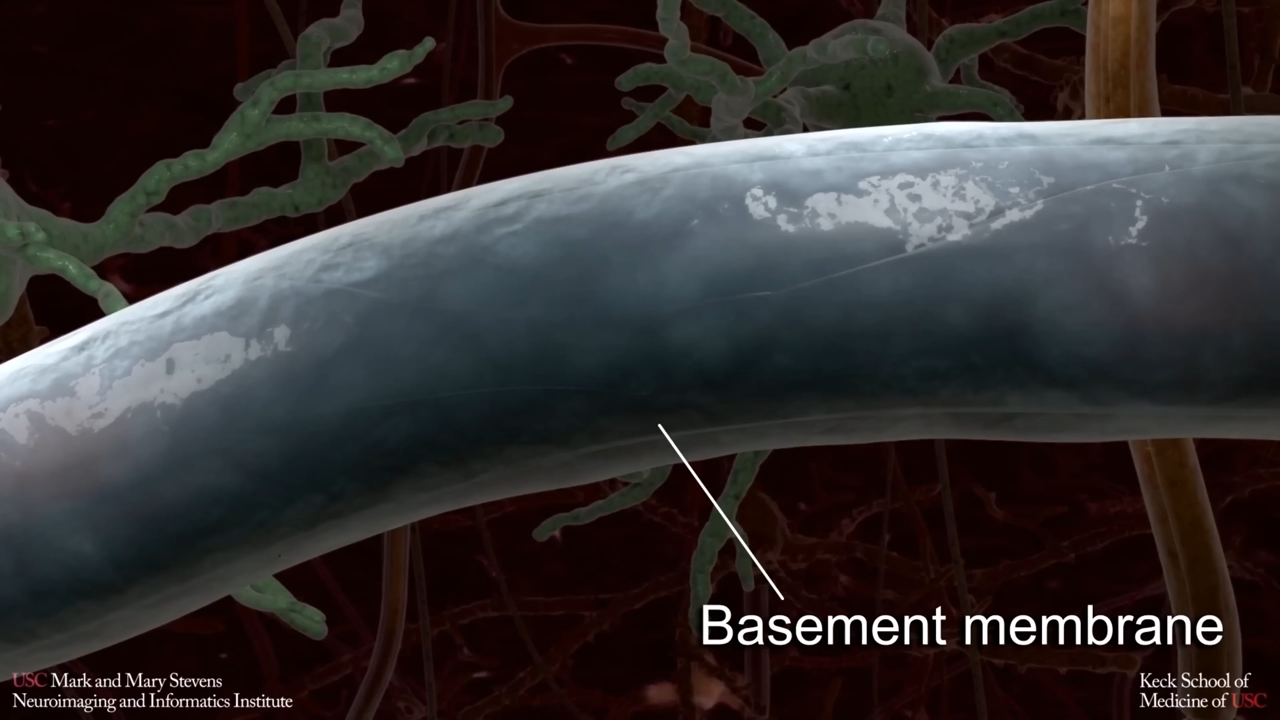 Basement membrane
USC Mark and Mary Stevens
Neuroimaging and Informatics Institute
Keck School of
Medicine of USC